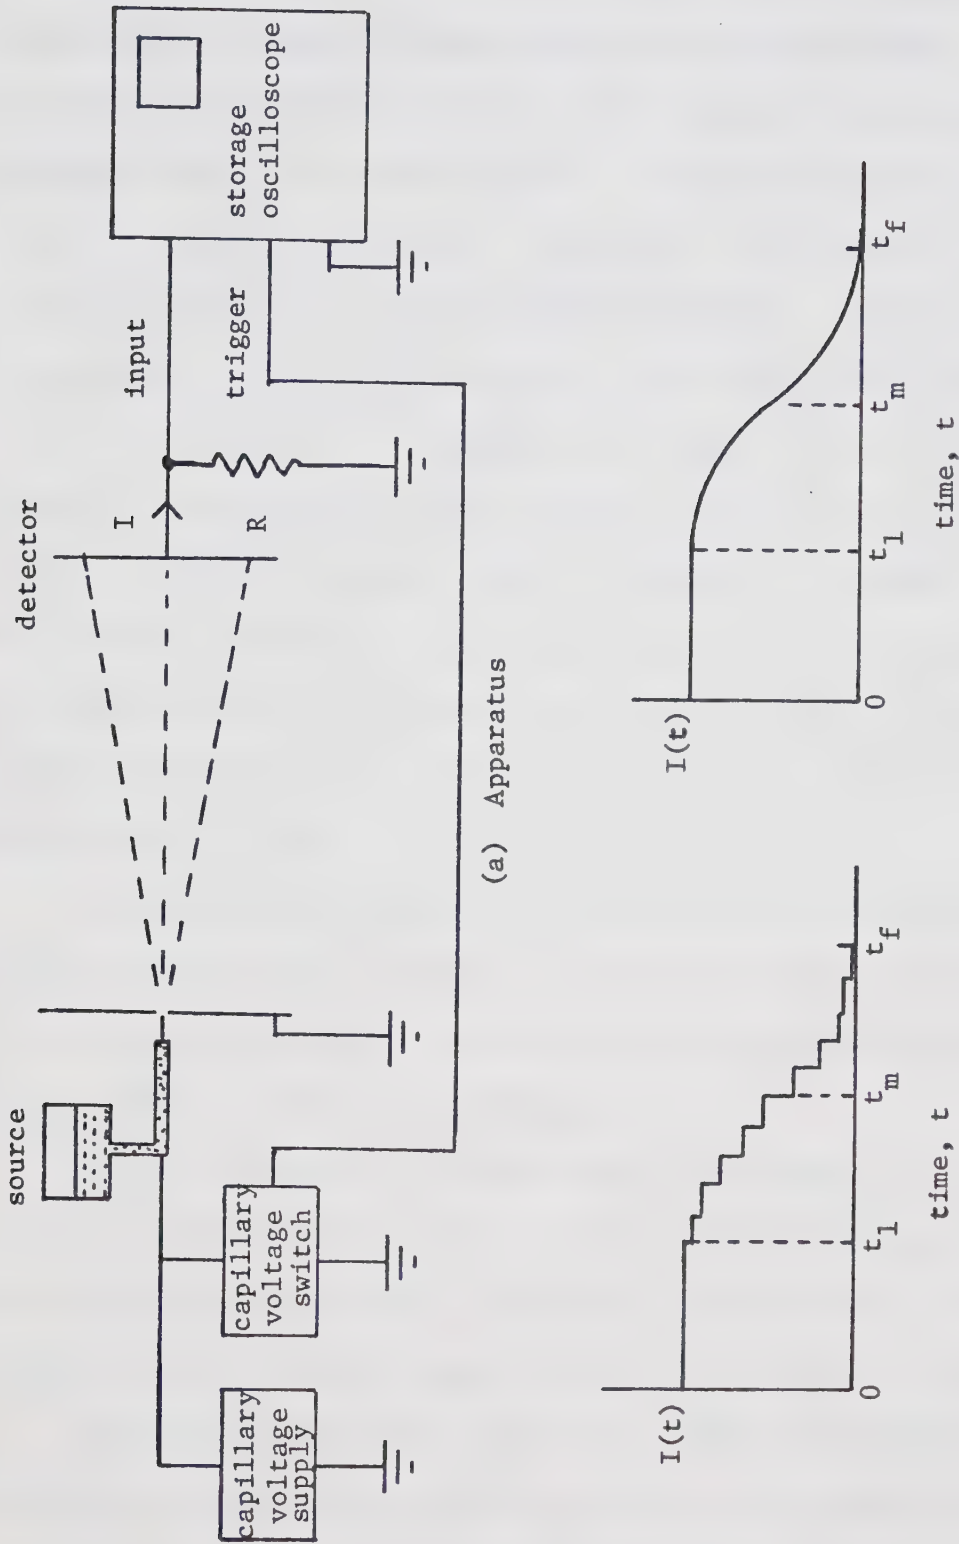 source
detector
I
R
input
trigger
storage
oscilloscope
capillary
voltage
supply
capillary
voltage
switch
(a) Apparatus
I(t)
0
t1
tm
tf
time, t
I(t)
0
t1
tm
tf
time, t